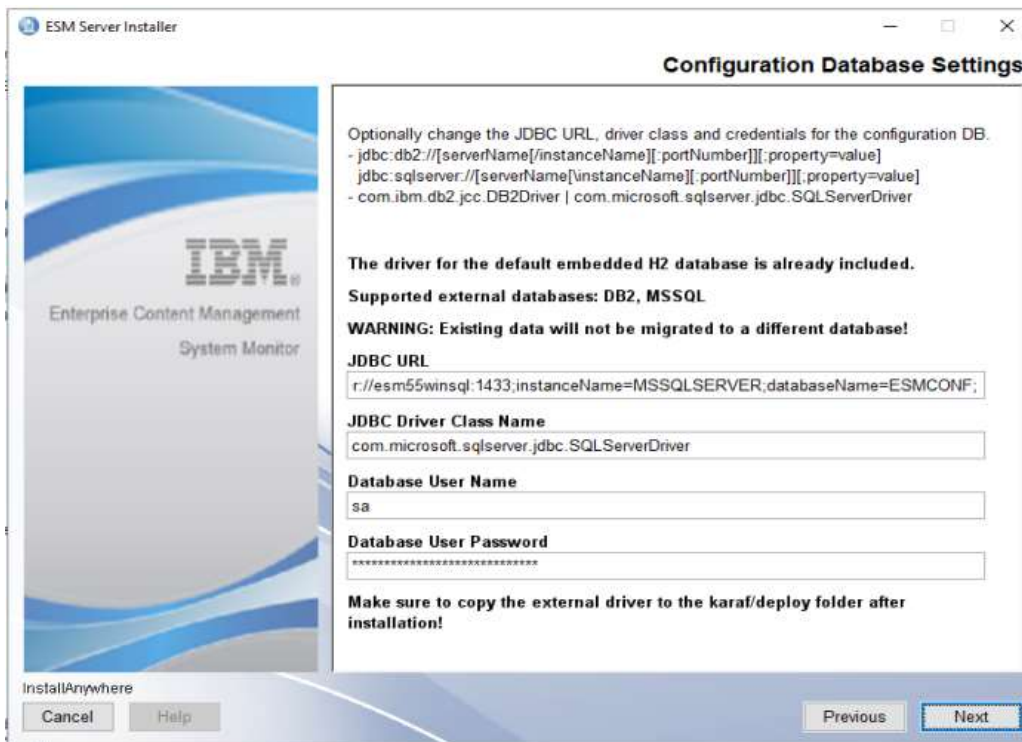 ESM Server Installer
Configuration Database Settings
IBM®
Enterprise Content Management
System Monitor
Optionally change the JDBC URL, driver class and credentials for the configuration DB.
- jdbc:db2://[serverName[/instanceName][:portNumber]][:property=value]
jdbc:sqlserver://[serverName[\instanceName][:portNumber]][:property=value]
- com.ibm.db2.jcc.DB2Driver | com.microsoft.sqlserver.jdbc.SQLServerDriver
The driver for the default embedded H2 database is already included.
Supported external databases: DB2, MSSQL
WARNING: Existing data will not be migrated to a different database!
JDBC URL
r://esm55winsql:1433;instanceName=MSSQLSERVER;databaseName=ESMCONF;
JDBC Driver Class Name
com.microsoft.sqlserver.jdbc.SQLServerDriver
Database User Name
sa
Database User Password
*****************************
Make sure to copy the external driver to the karaf/deploy folder after
installation!
InstallAnywhere
Cancel
Help
Previous
Next